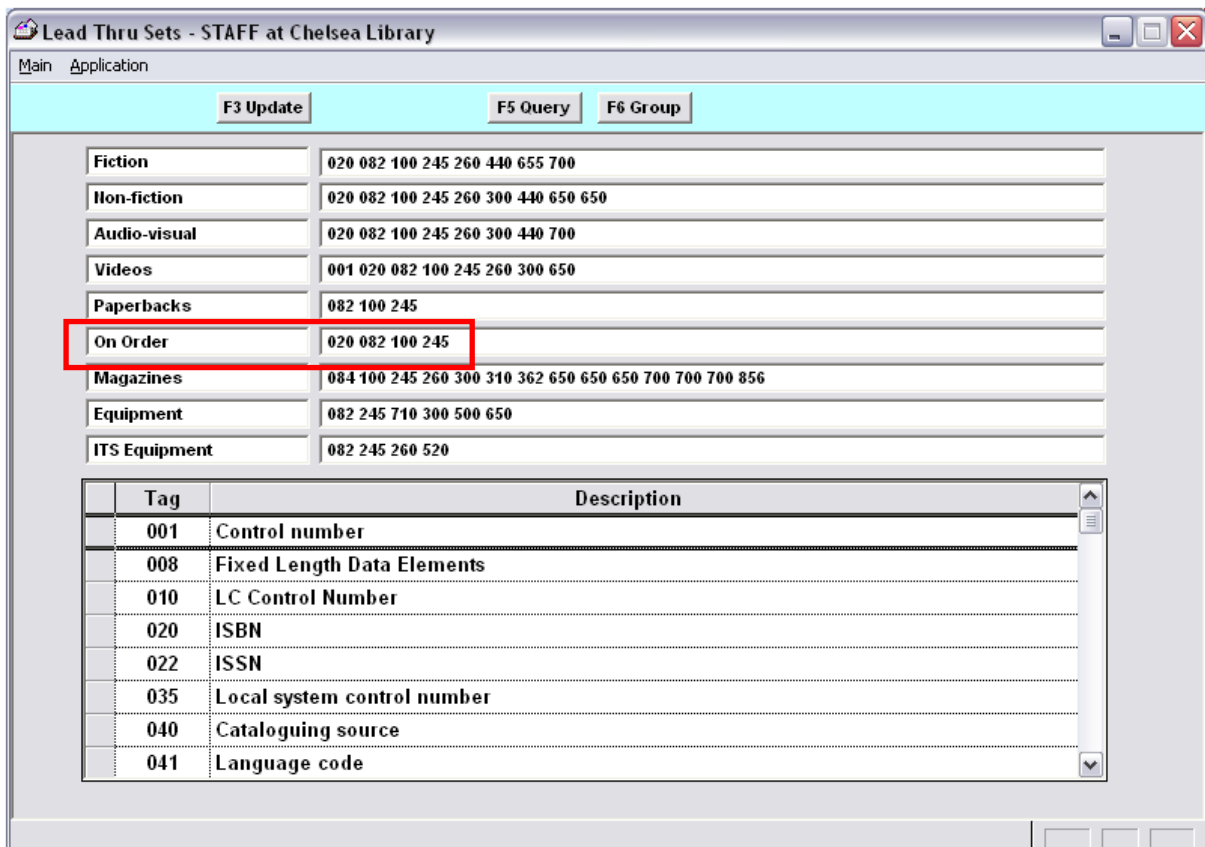 Lead Thru Sets - STAFF at Chelsea Library
Main Application
F3 Update F5 Query F6 Group
Fiction 020 082 100 245 260 440 655 700
Non-fiction 020 082 100 245 260 300 440 650 650
Audio-visual 020 082 100 245 260 300 440 700
Videos 001 020 082 100 245 260 300 650
Paperbacks 082 100 245
On Order 020 082 100 245
Magazines 084 100 245 260 300 310 362 650 650 650 700 700 700 856
Equipment 082 245 710 300 500 650
ITS Equipment 082 245 260 520
Tag Description
001 Control number
008 Fixed Length Data Elements
010 LC Control Number
020 ISBN
022 ISSN
035 Local system control number
040 Cataloguing source
041 Language code